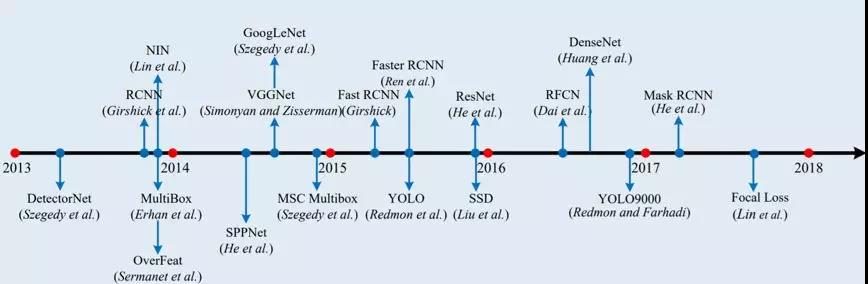 GoogLeNet
(Szegedy et al.)
NIN
(Lin et al.)
DenseNet
(Huang et al.)
Faster RCNN
(Ren et al.)
RCNN
(Girshick et al.)
VGGNet
(Simonyan and Zisserman)
Fast RCNN
(Girshick)
ResNet
(He et al.)
RFCN
(Dai et al.)
Mask RCNN
(He et al.)
2013 2014 2015 2016 2017 2018
DetectorNet
(Szegedy et al.)
MultiBox
(Erhan et al.)
MSC Multibox
(Szegedy et al.)
YOLO
(Redmon et al.)
SSD
(Liu et al.)
YOLO9000
(Redmon and Farhadi)
Focal Loss
(Lin et al.)
SPPNet
(He et al.)
OverFeat
(Sermanet et al.)